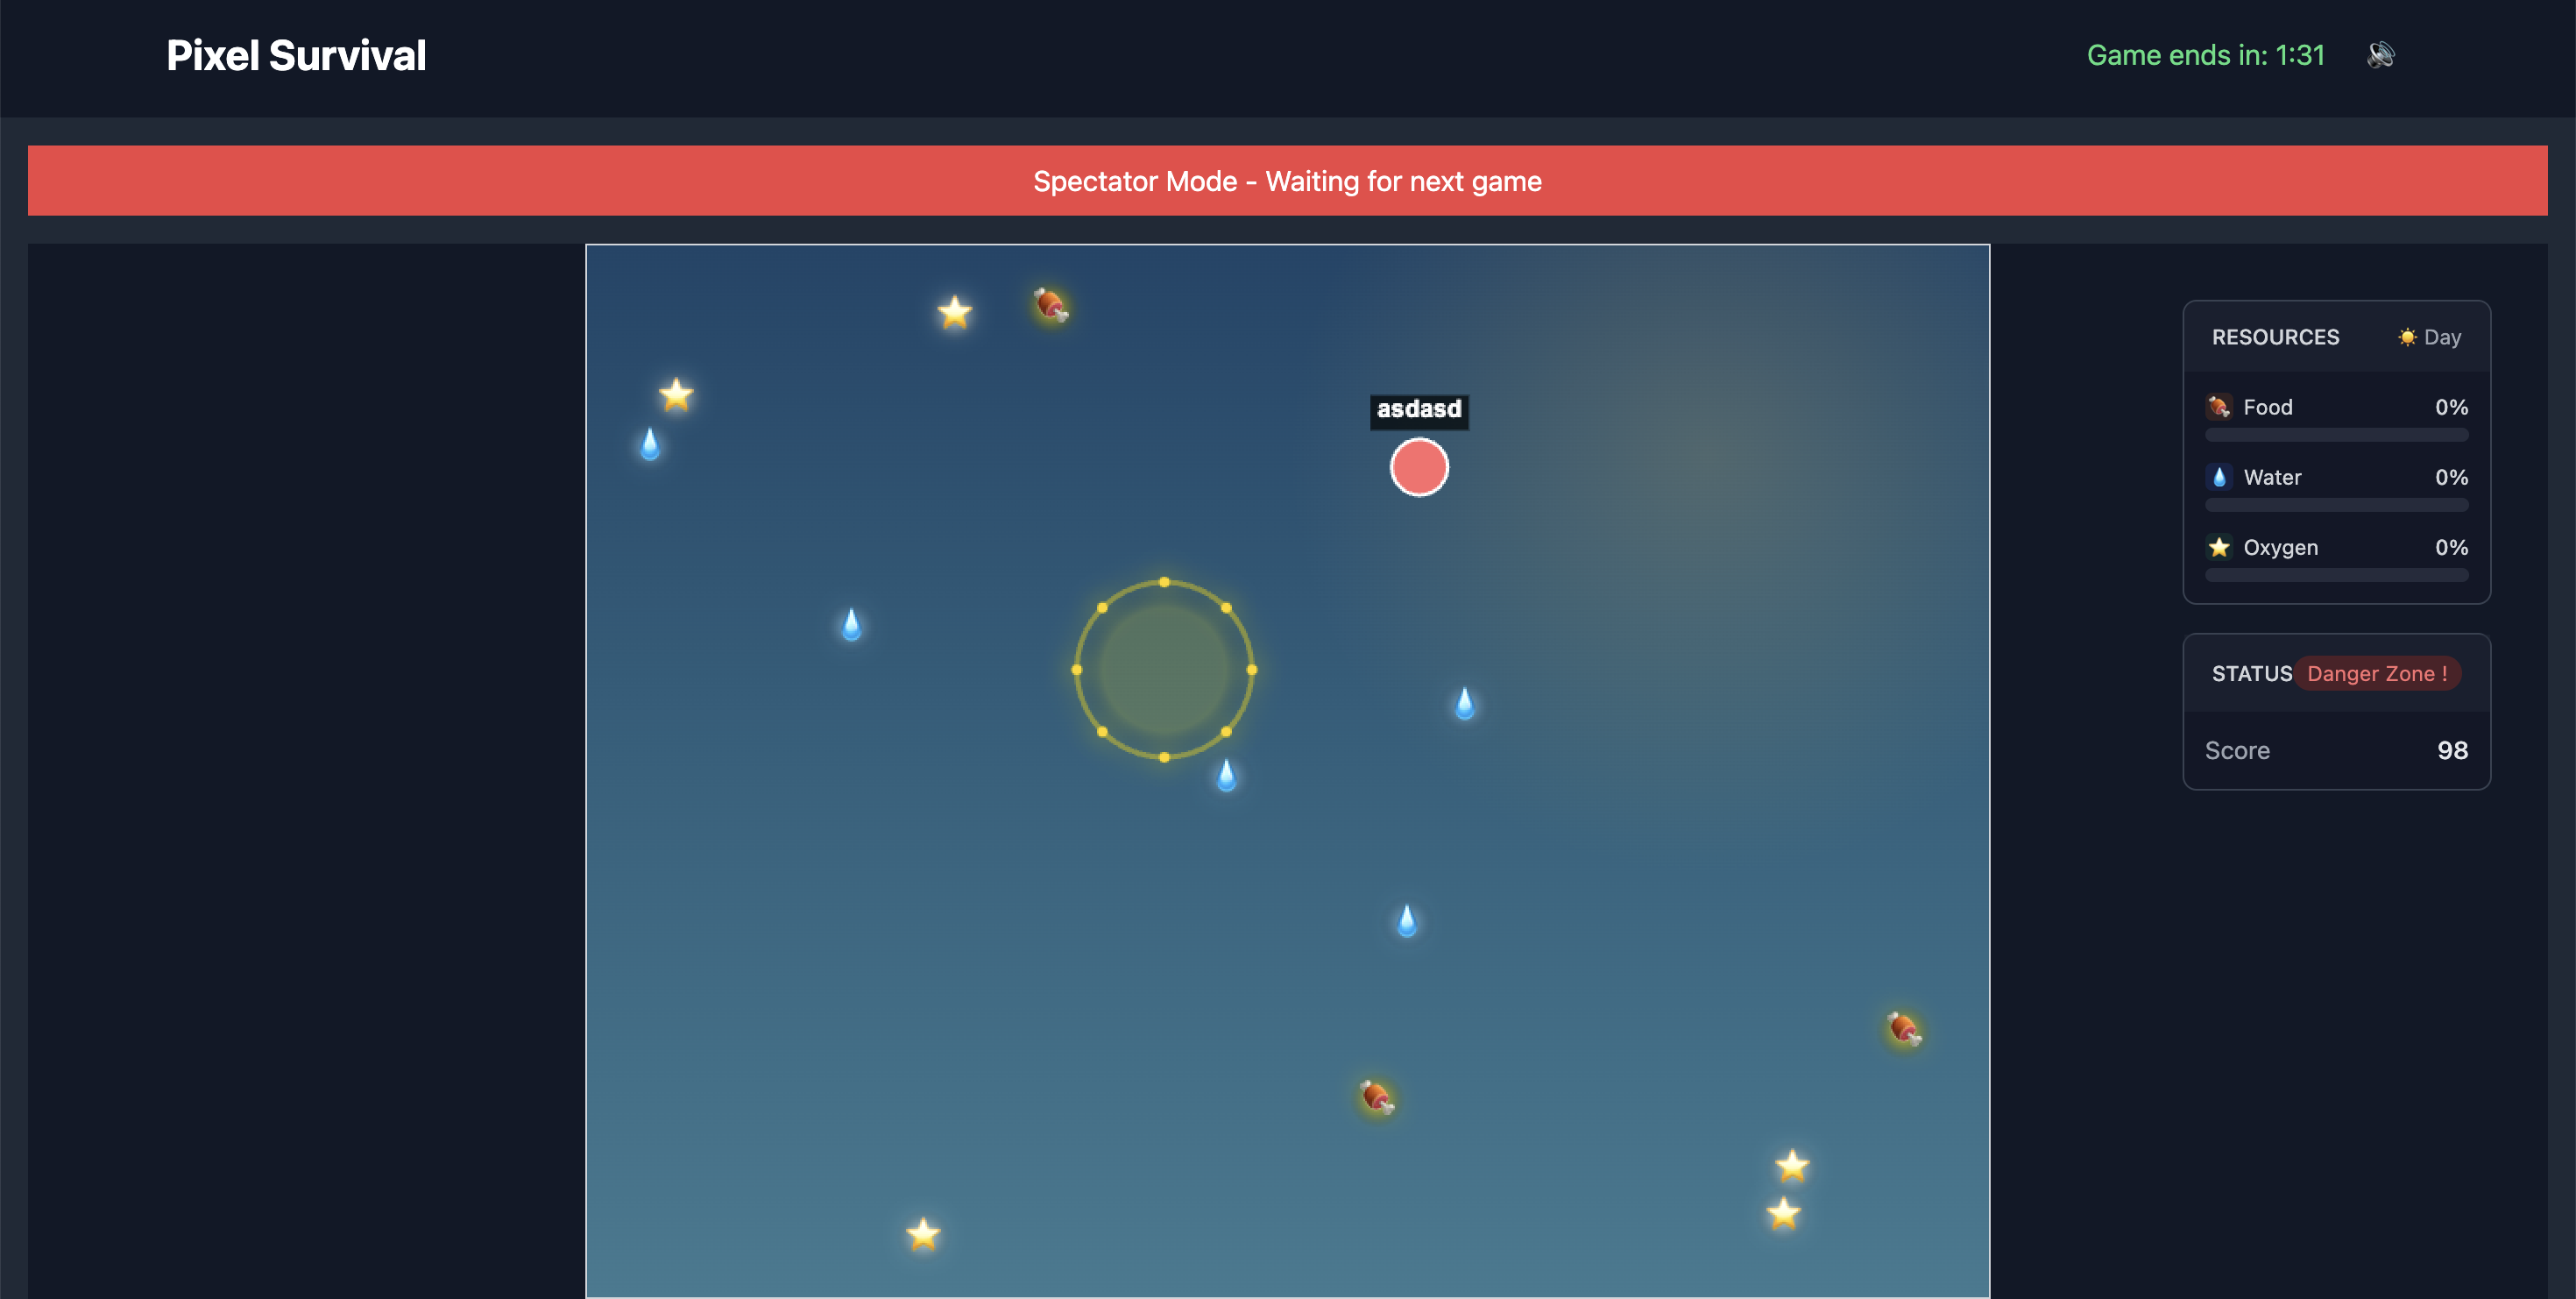 Pixel Survival
Game ends in: 1:31
Spectator Mode - Waiting for next game
asdasd
RESOURCES
Day
Food
0%
Water
0%
Oxygen
0%
STATUS
Danger Zone !
Score
98